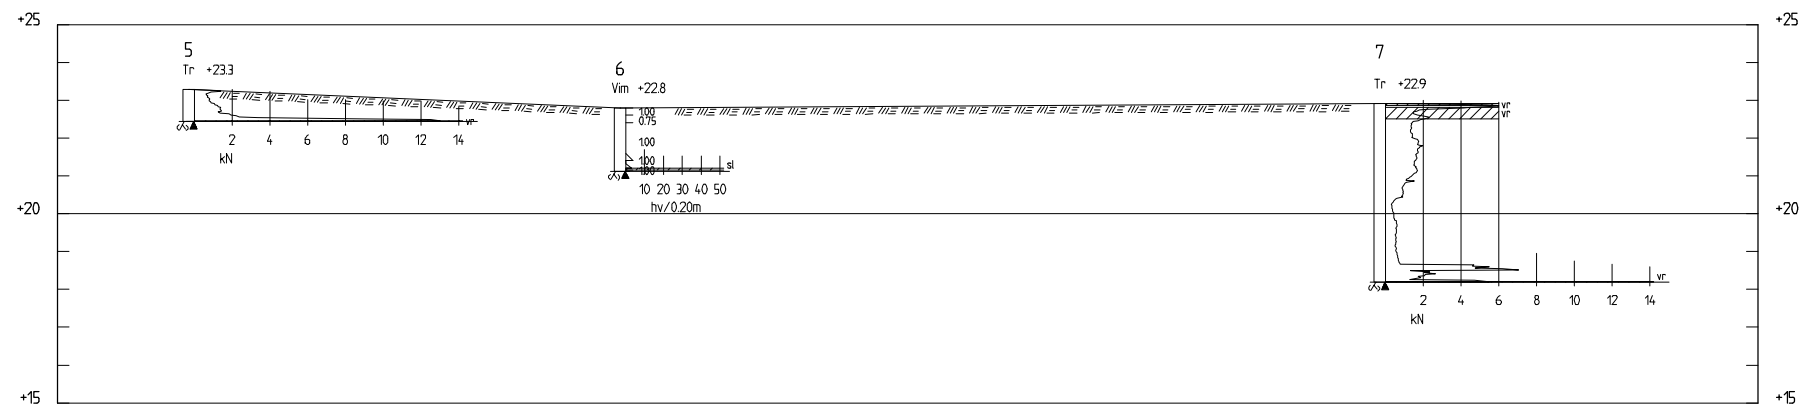 +25 +25
5
Tr +23.3
6
Vim +22.8
7
Tr +22.9
vr
vr
vr
2 4 6 8 10 12 14
kN
1.00
0.75
1.00
1.00
1.00
sl
10 20 30 40 50
hv/0.20m
+20 +20
vr
2 4 6 8 10 12 14
kN
+15 +15